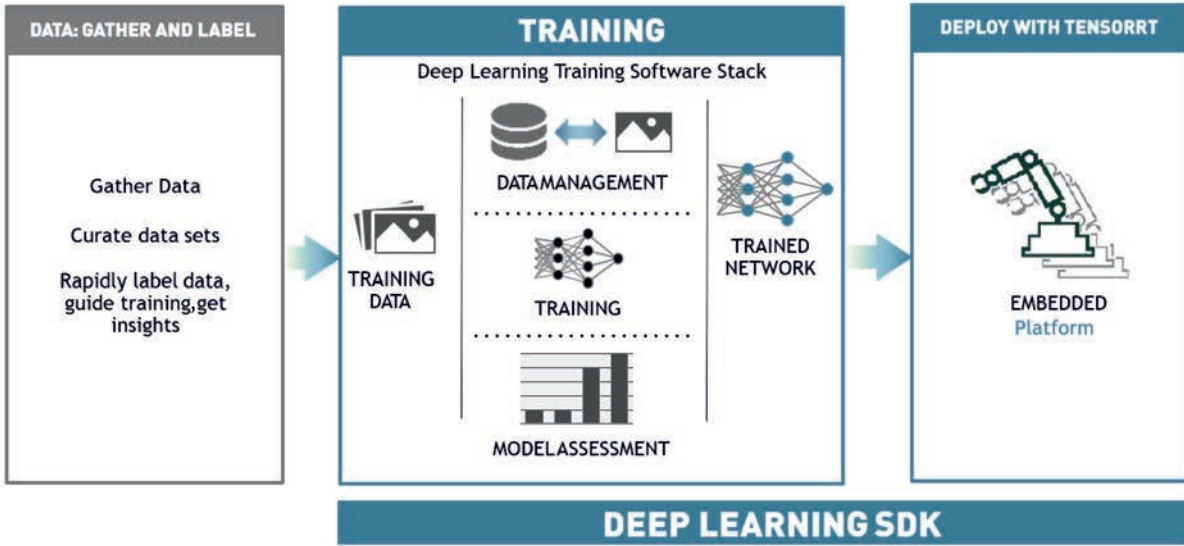 DATA: GATHER AND LABEL
Gather Data
Curate data sets
Rapidly label data,
guide training,get
insights
TRAINING
Deep Learning Training Software Stack
TRAINING
DATA
DATAMANAGEMENT
TRAINING
MODELASSESSMENT
TRAINED
NETWORK
DEPLOY WITH TENSORRT
EMBEDDED
Platform
DEEP LEARNING SDK